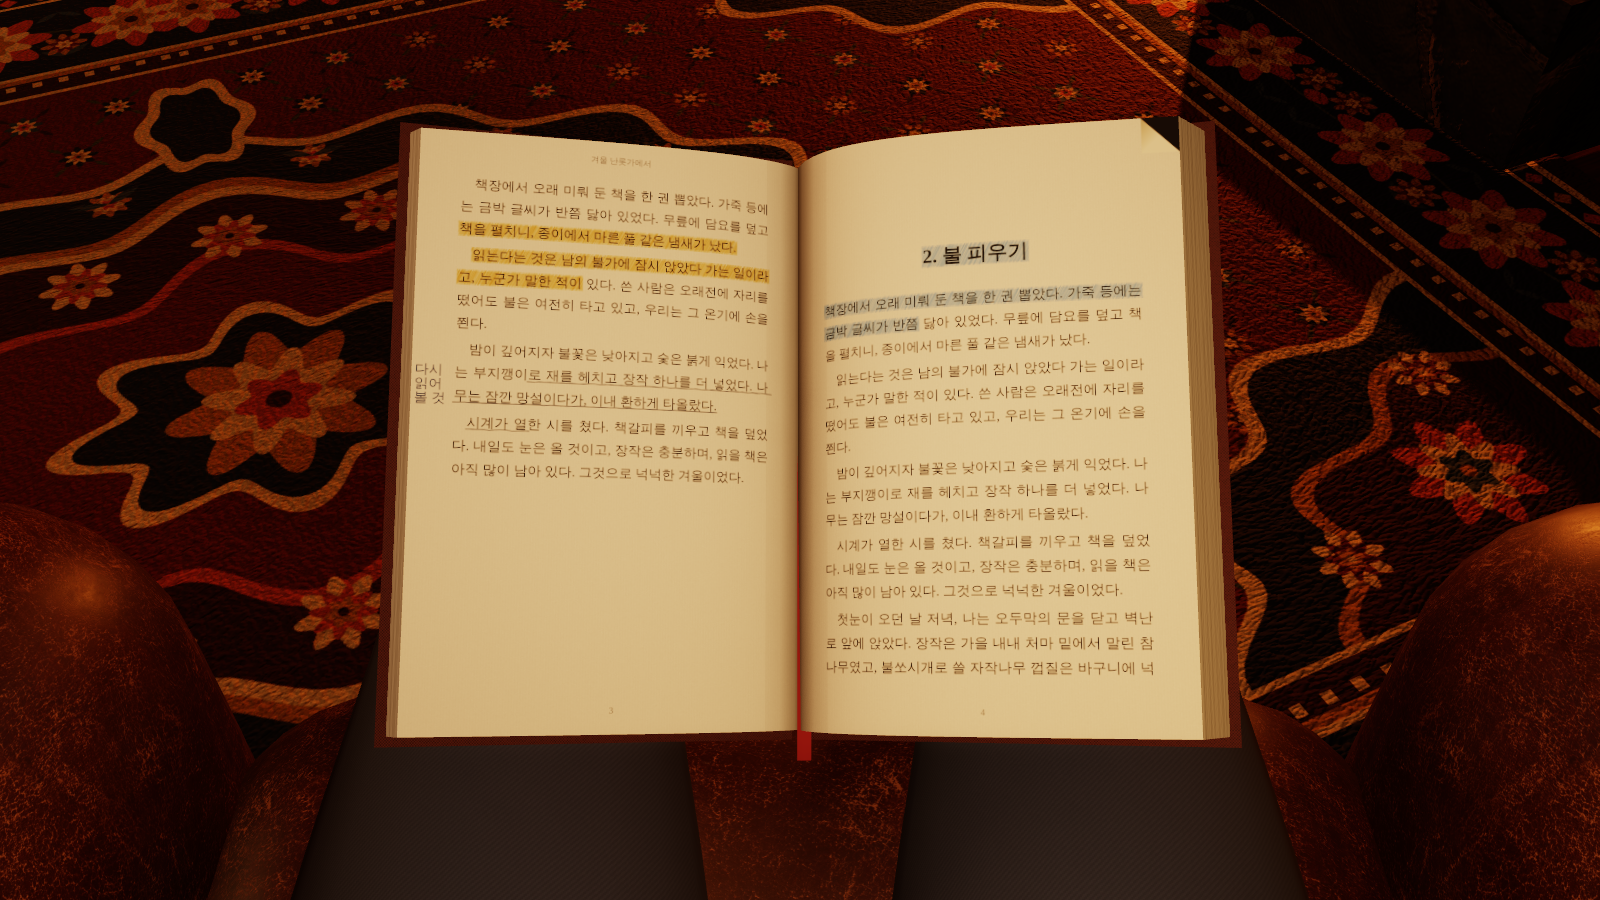 겨울 난롯가에서
책장에서 오래 미뤄 둔 책을 한 권 뽑았다. 가죽 등에
는 금박 글씨가 반쯤 닳아 있었다. 무릎에 담요를 덮고
책을 펼치니, 종이에서 마른 풀 같은 냄새가 났다.
읽는다는 것은 남의 불가에 잠시 앉았다 가는 일이라
고, 누군가 말한 적이 있다. 쓴 사람은 오래전에 자리를
떴어도 불은 여전히 타고 있고, 우리는 그 온기에 손을
쬔다.
밤이 깊어지자 불꽃은 낮아지고 숯은 붉게 익었다. 나
는 부지깽이로 재를 헤치고 장작 하나를 더 넣었다. 나
무는 잠깐 망설이다가, 이내 환하게 타올랐다.
시계가 열한 시를 쳤다. 책갈피를 끼우고 책을 덮었
다. 내일도 눈은 올 것이고, 장작은 충분하며, 읽을 책은
아직 많이 남아 있다. 그것으로 넉넉한 겨울이었다.
다시
읽어
볼 것
3
2. 불 피우기
책장에서 오래 미뤄 둔 책을 한 권 뽑았다. 가죽 등에는
금박 글씨가 반쯤 닳아 있었다. 무릎에 담요를 덮고 책
을 펼치니, 종이에서 마른 풀 같은 냄새가 났다.
읽는다는 것은 남의 불가에 잠시 앉았다 가는 일이라
고, 누군가 말한 적이 있다. 쓴 사람은 오래전에 자리를
떴어도 불은 여전히 타고 있고, 우리는 그 온기에 손을
쬔다.
밤이 깊어지자 불꽃은 낮아지고 숯은 붉게 익었다. 나
는 부지깽이로 재를 헤치고 장작 하나를 더 넣었다. 나
무는 잠깐 망설이다가, 이내 환하게 타올랐다.
시계가 열한 시를 쳤다. 책갈피를 끼우고 책을 덮었
다. 내일도 눈은 올 것이고, 장작은 충분하며, 읽을 책은
아직 많이 남아 있다. 그것으로 넉넉한 겨울이었다.
첫눈이 오던 날 저녁, 나는 오두막의 문을 닫고 벽난
로 앞에 앉았다. 장작은 가을 내내 처마 밑에서 말린 참
나무였고, 불쏘시개로 쓸 자작나무 껍질은 바구니에 넉
4